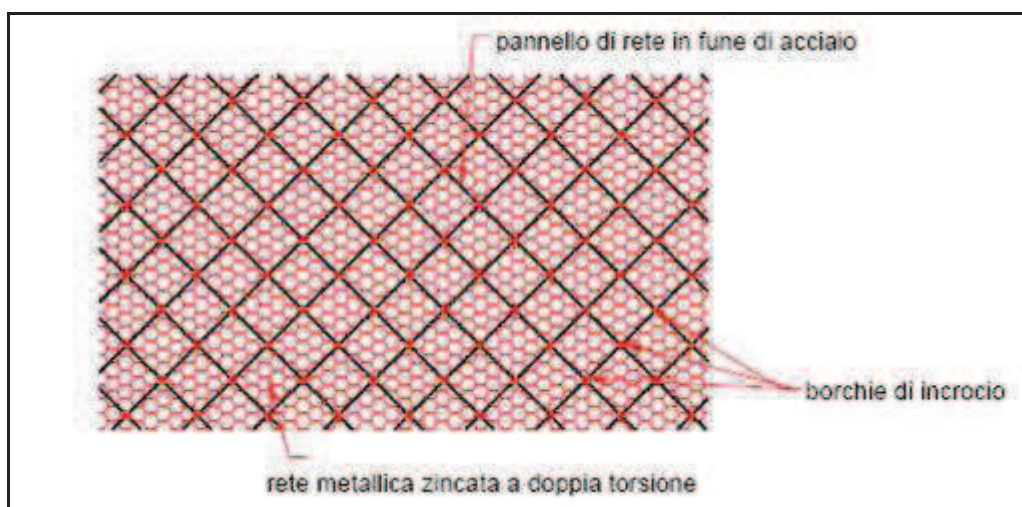 pannello di rete in fune di acciaio
borchie di incrocio
rete metallica zincata a doppia torsione